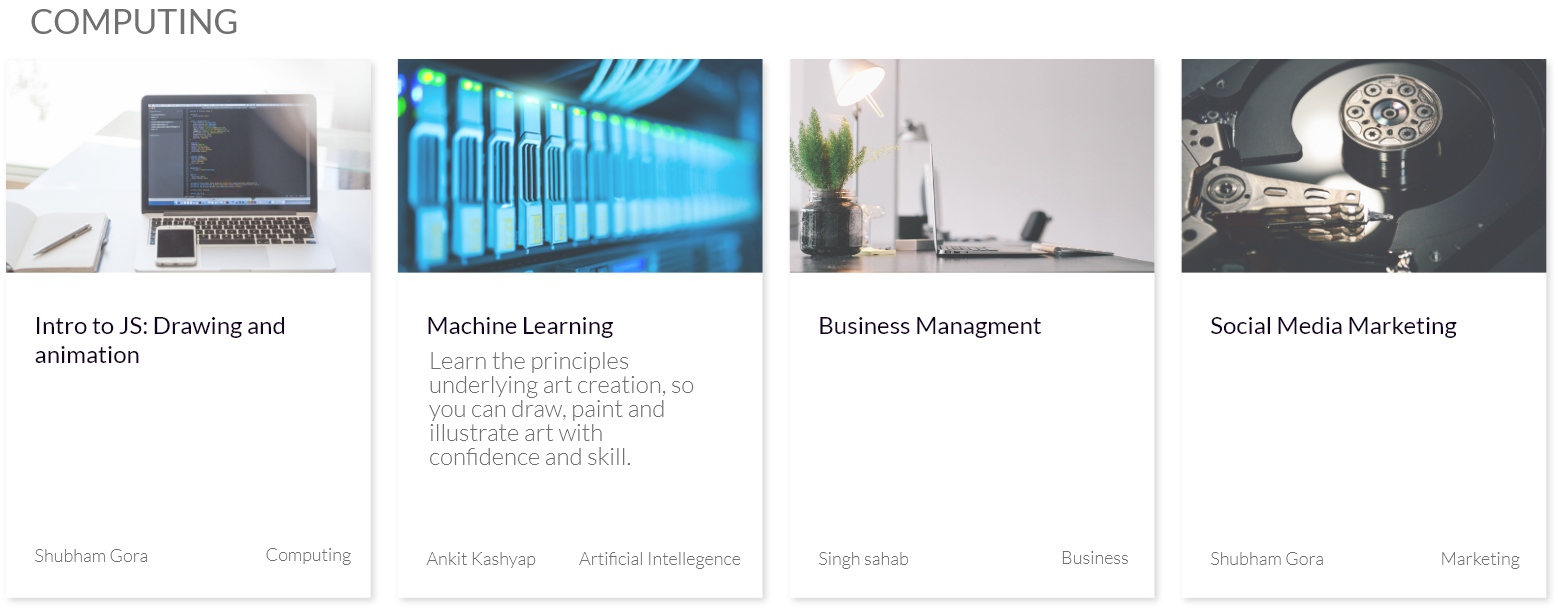 COMPUTING
Intro to JS: Drawing and
animation
Shubham Gora
Computing
Machine Learning
Learn the principles
underlying art creation, so
you can draw, paint and
illustrate art with
confidence and skill.
Ankit Kashyap
Artificial Intellegence
Business Managment
Singh sahab
Business
Social Media Marketing
Shubham Gora
Marketing